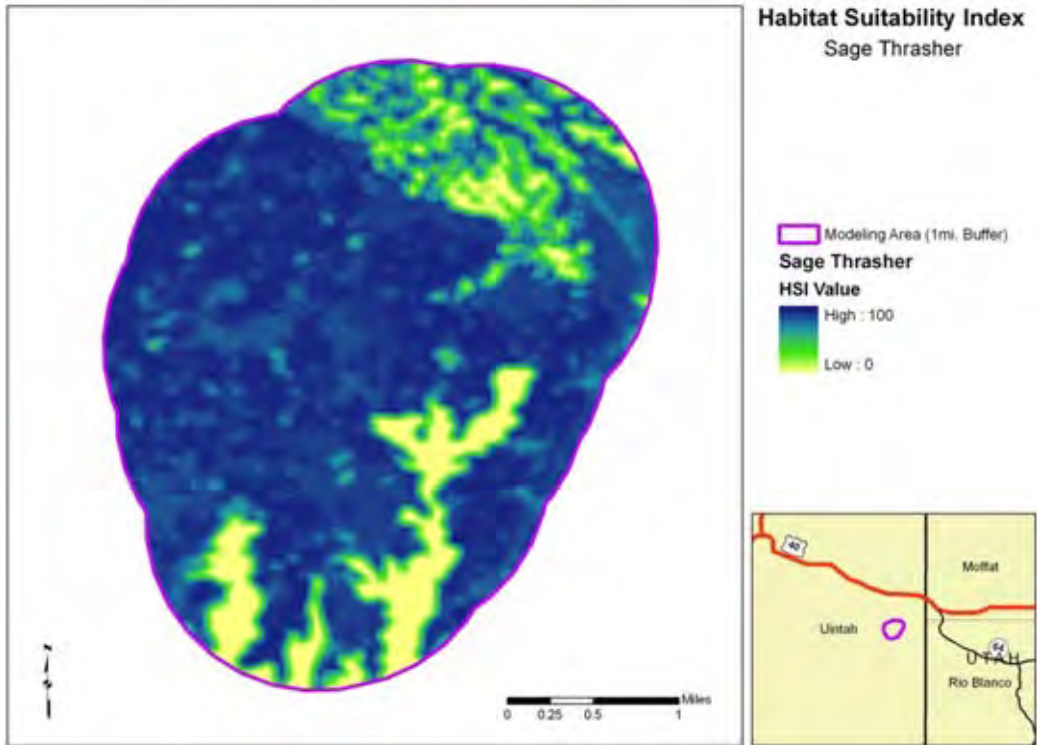 Habitat Suitability Index
Sage Thrasher
Modeling Area (1mi. Buffer)
Sage Thrasher
HSI Value
High : 100
Low : 0
40
Moffat
Uintah
64
UTAH
Rio Blanco
Miles
0 0.25 0.5 1